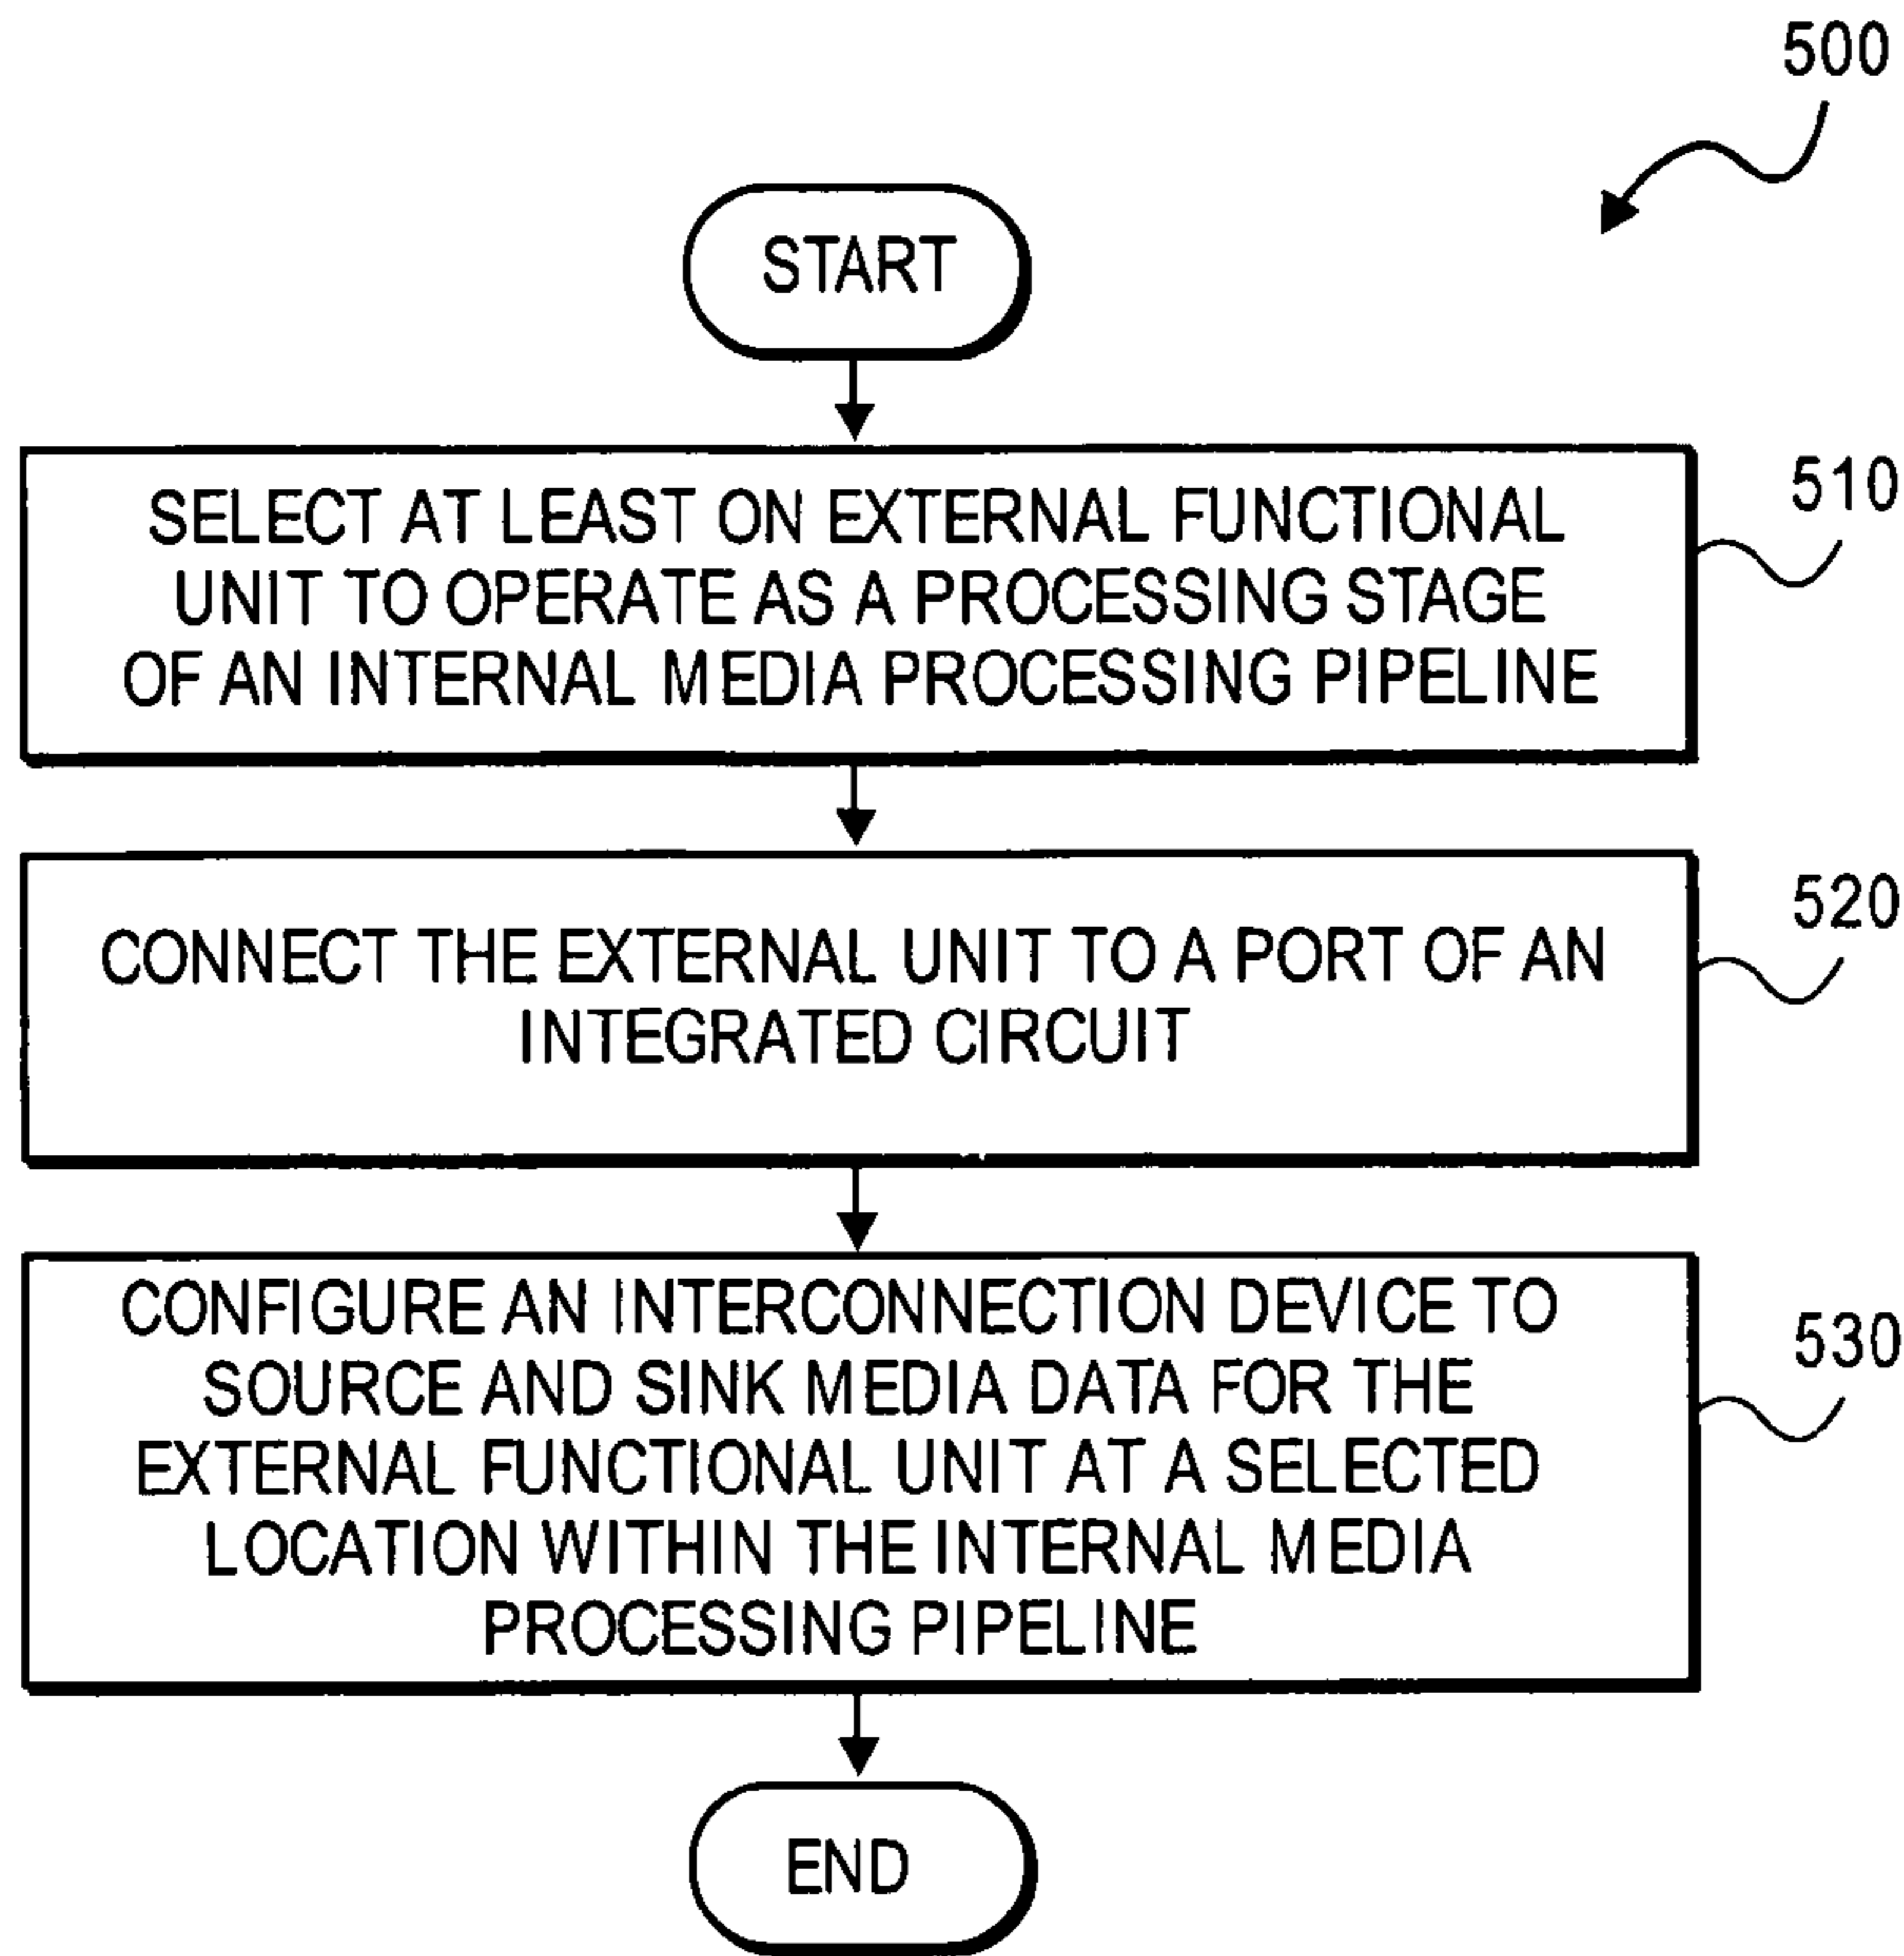 500
START
SELECT AT LEAST ON EXTERNAL FUNCTIONAL
UNIT TO OPERATE AS A PROCESSING STAGE
OF AN INTERNAL MEDIA PROCESSING PIPELINE
510
CONNECT THE EXTERNAL UNIT TO A PORT OF AN
INTEGRATED CIRCUIT
520
CONFIGURE AN INTERCONNECTION DEVICE TO
SOURCE AND SINK MEDIA DATA FOR THE
EXTERNAL FUNCTIONAL UNIT AT A SELECTED
LOCATION WITHIN THE INTERNAL MEDIA
PROCESSING PIPELINE
530
END